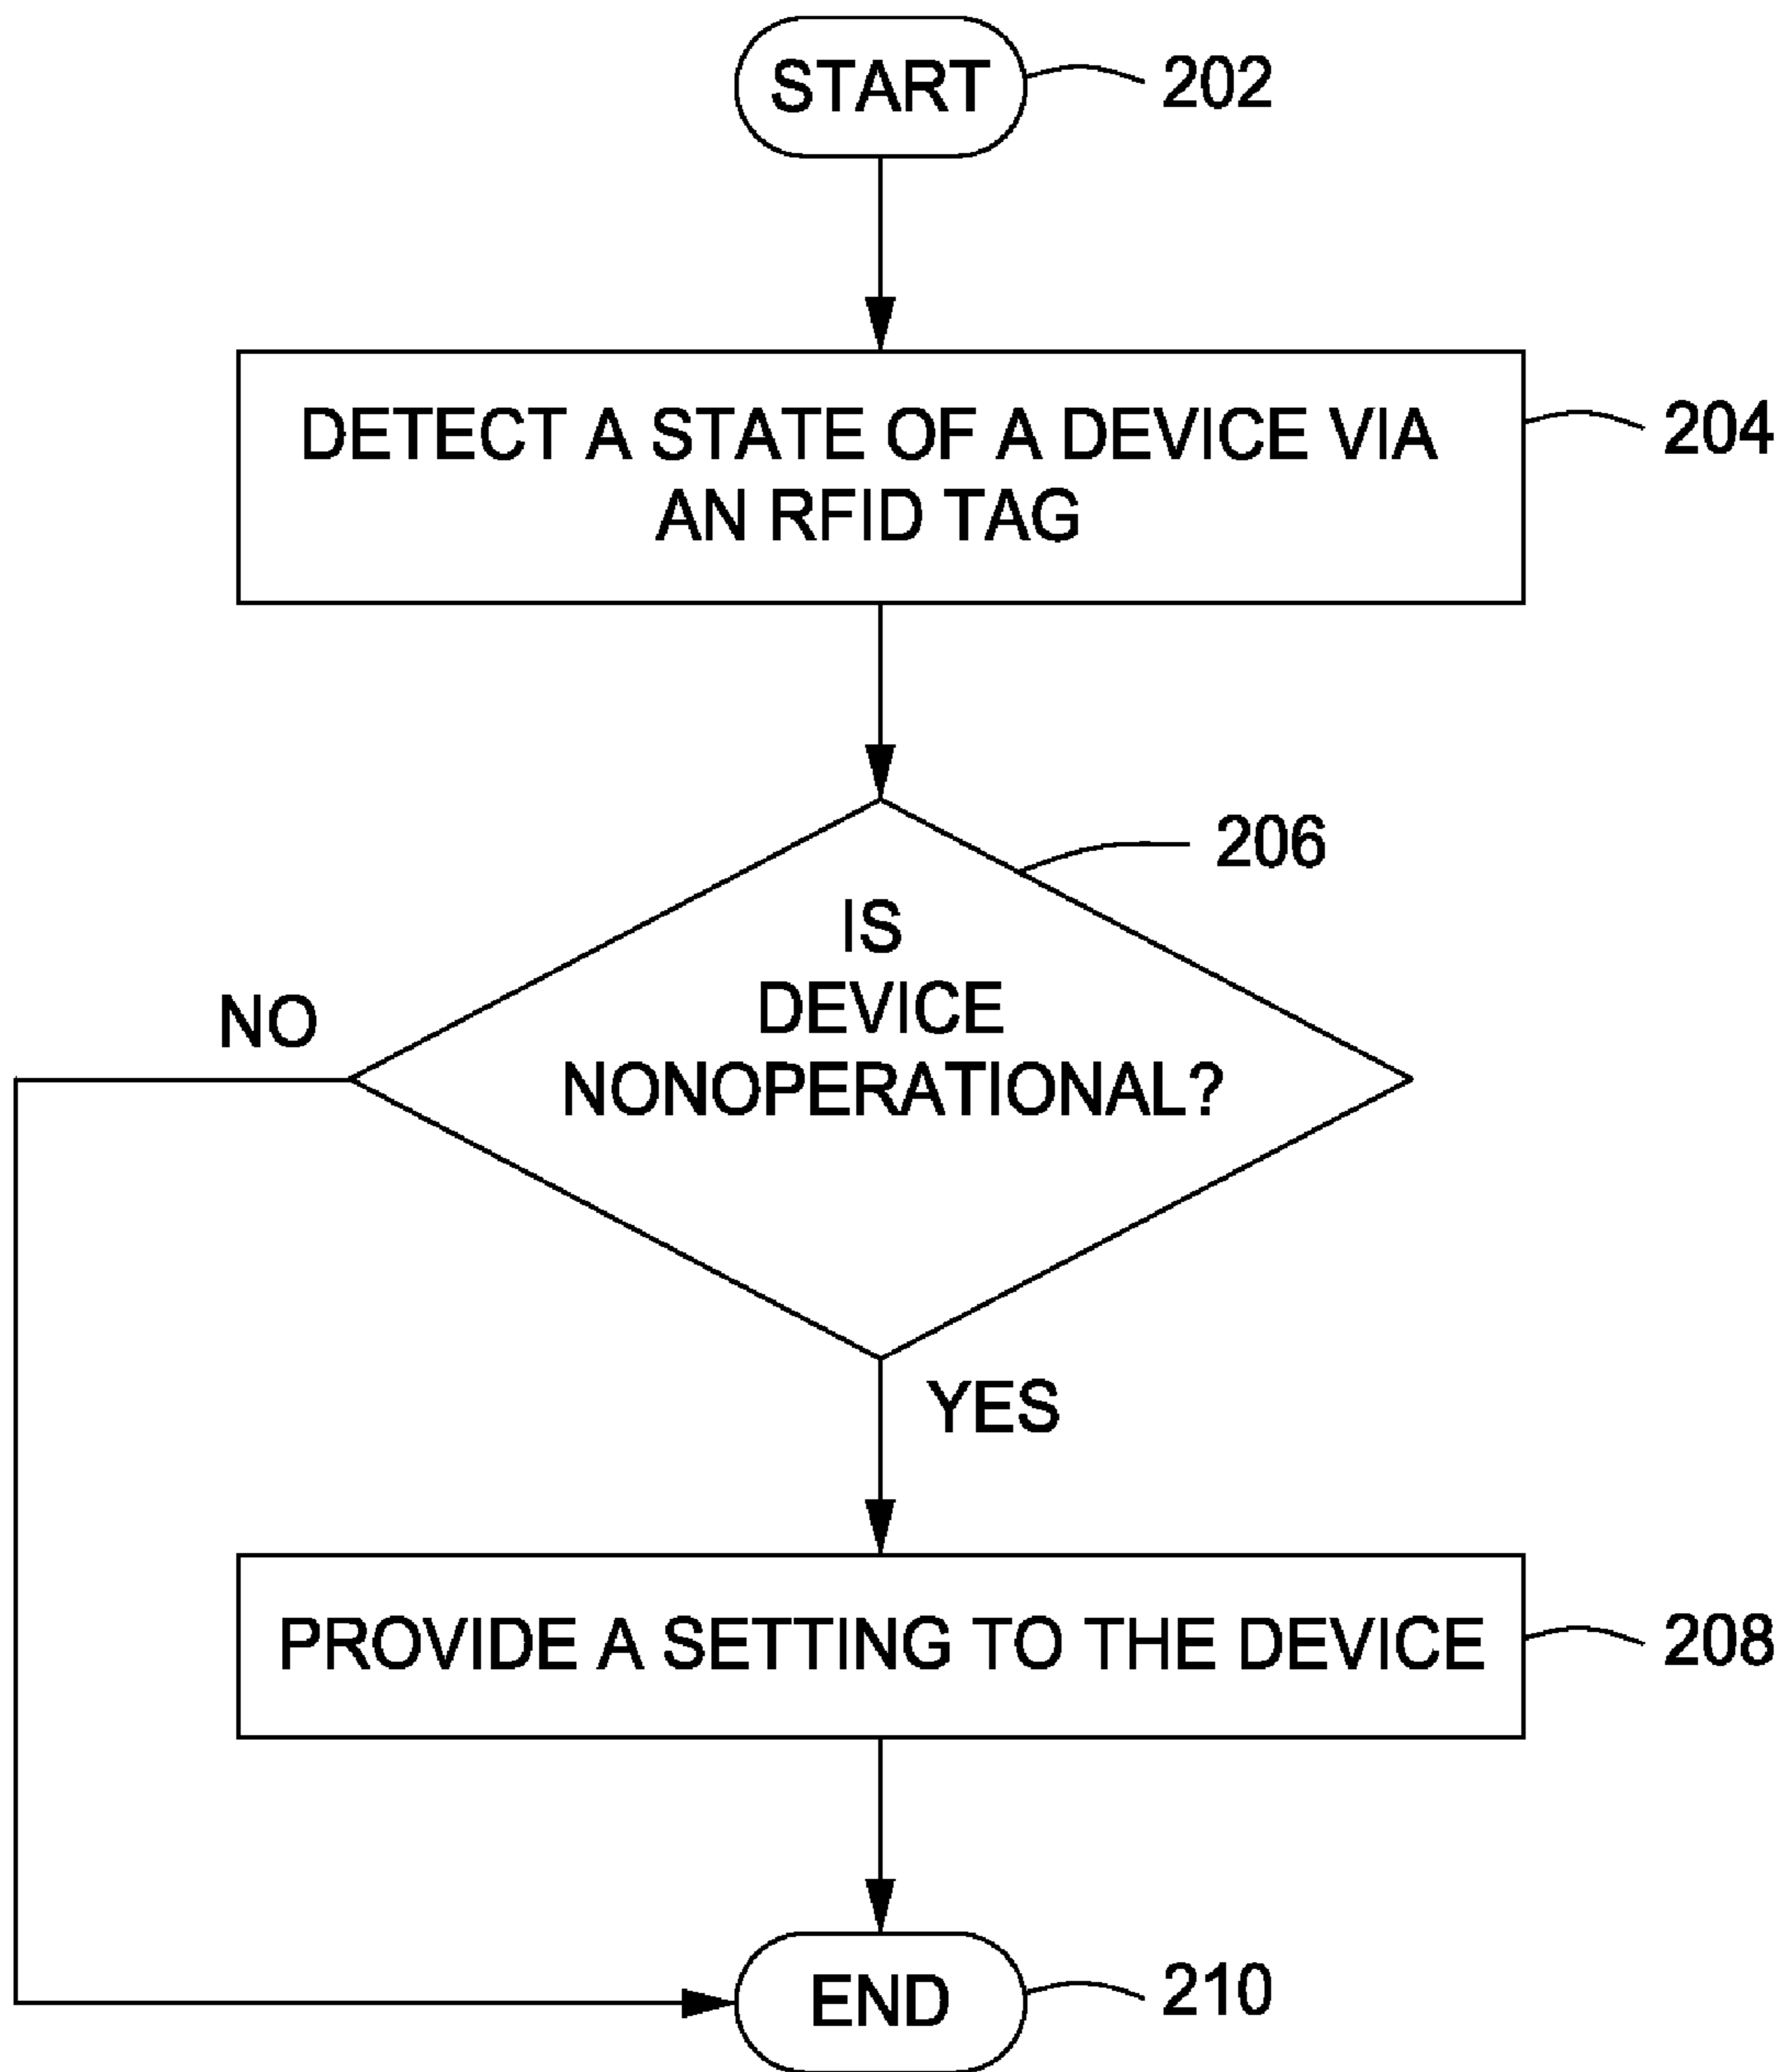 START
202
DETECT A STATE OF A DEVICE VIA
AN RFID TAG
204
206
IS
DEVICE
NONOPERATIONAL?
NO
YES
PROVIDE A SETTING TO THE DEVICE
208
END
210